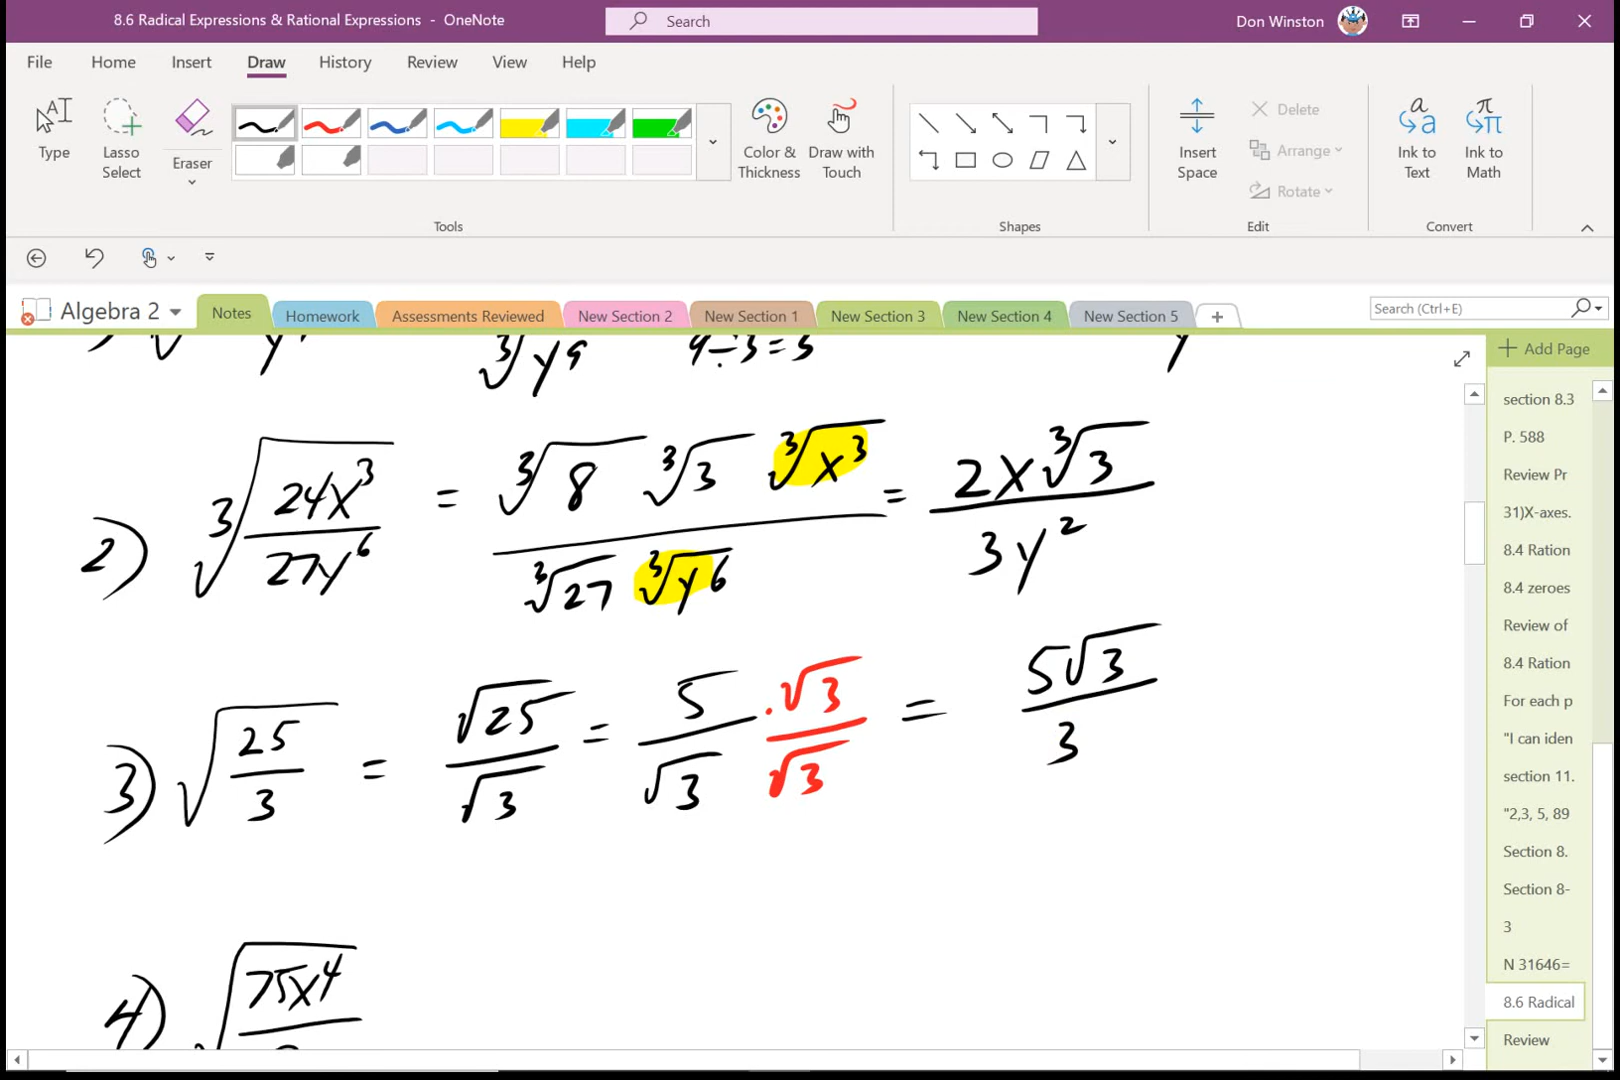 8.6 Radical Expressions & Rational Expressions - OneNote
Search
Don Winston
File Home Insert Draw History Review View Help
Type
Lasso Select
Eraser
Color & Thickness
Draw with Touch
Insert Space
Delete
Arrange
Rotate
Ink to Text
Ink to Math
Tools
Shapes
Edit
Convert
Algebra 2
Notes Homework Assessments Reviewed New Section 2 New Section 1 New Section 3 New Section 4 New Section 5
Search (Ctrl+E)
Add Page
section 8.3
P. 588
Review Pr
31)X-axes.
8.4 Ration
8.4 zeroes
Review of
8.4 Ration
For each p
"I can iden
section 11.
"2,3, 5, 89
Section 8.
Section 8-
3
N 31646=
8.6 Radical
Review
∛y⁹ 9÷3=3 y
2) ∛(24x³/27y⁶) = ∛8 ∛3 ∛x³ / ∛27 ∛y⁶ = 2x∛3 / 3y²
3) √(25/3) = √25/√3 = 5/√3 · √3/√3 = 5√3/3
4) √75x⁴